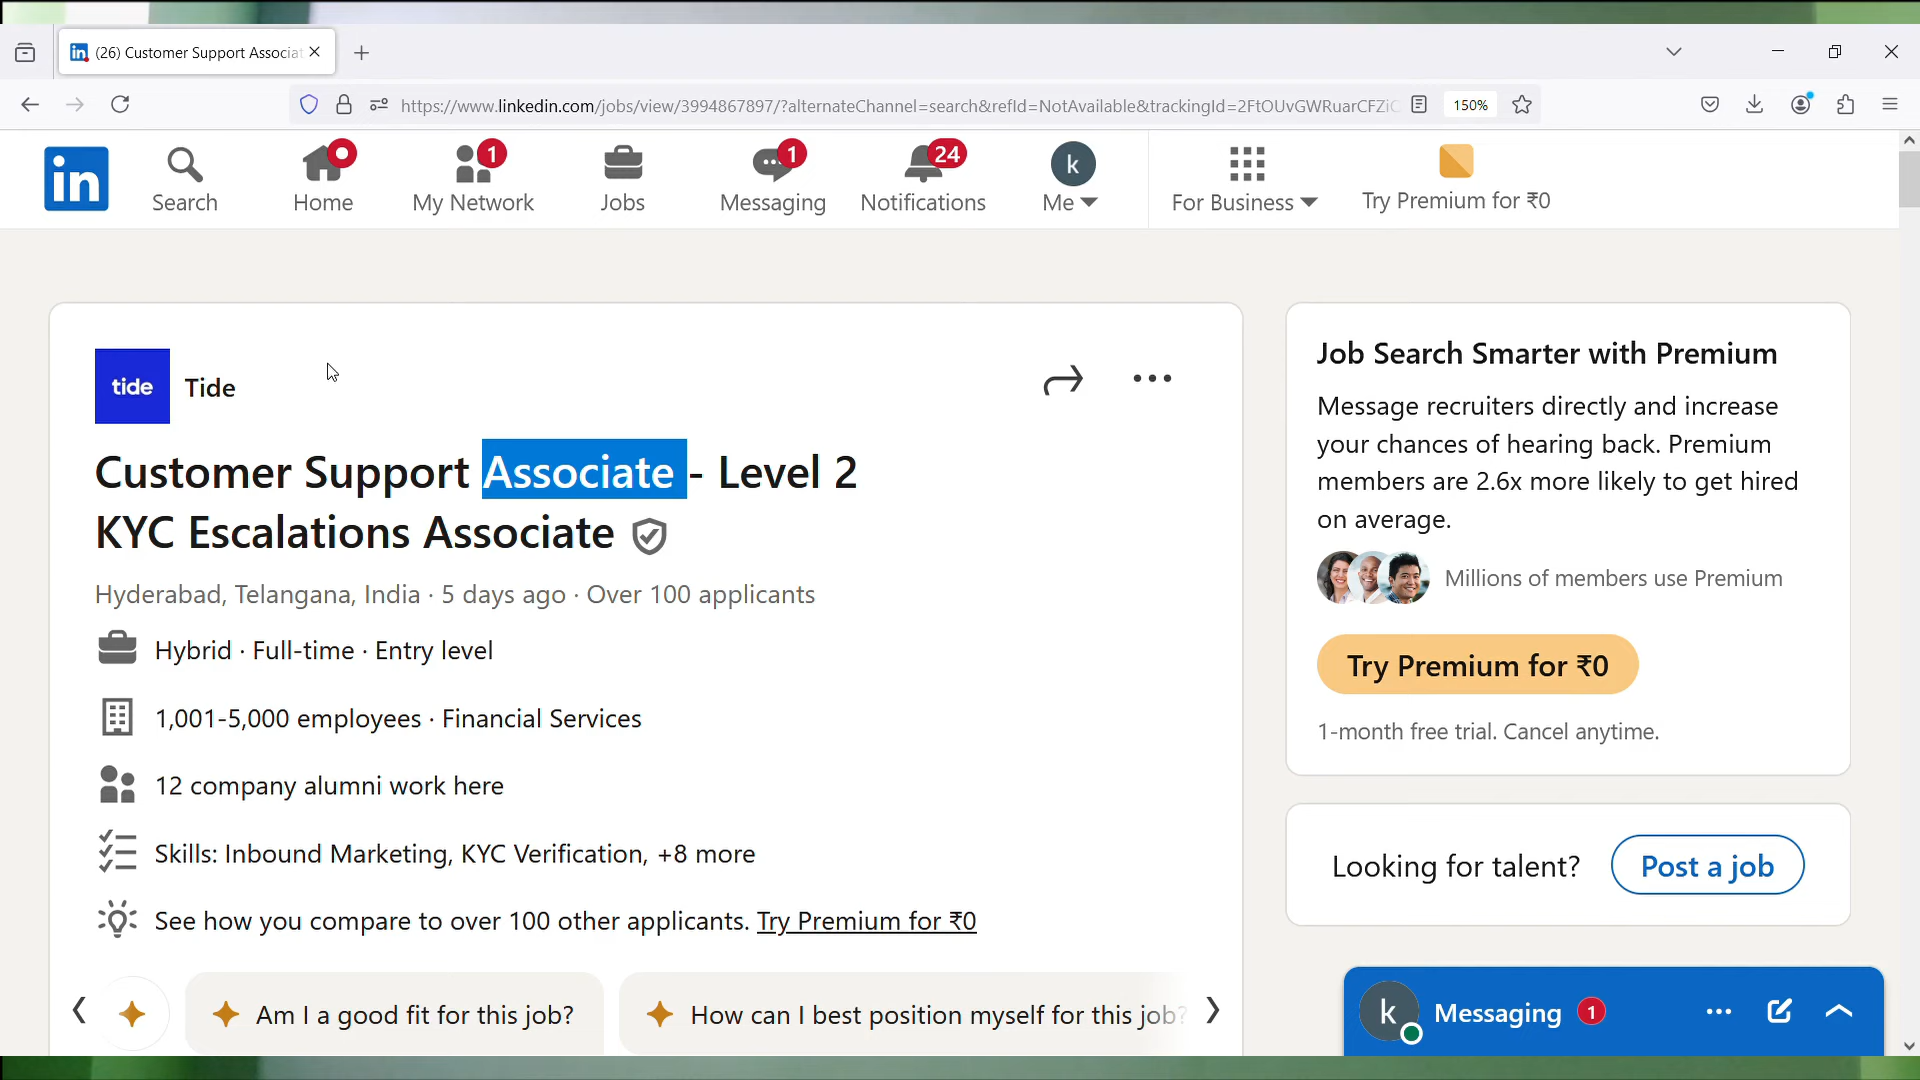 (26) Customer Support Associat
https://www.linkedin.com/jobs/view/3994867897/?alternateChannel=search&refId=NotAvailable&trackingId=2FtOUvGWRuarCFZiC
150%
in
Search
Home
1
My Network
Jobs
1
Messaging
24
Notifications
k
Me
For Business
Try Premium for ₹0
tide
Tide
Customer Support Associate - Level 2
KYC Escalations Associate
Hyderabad, Telangana, India · 5 days ago · Over 100 applicants
Hybrid · Full-time · Entry level
1,001-5,000 employees · Financial Services
12 company alumni work here
Skills: Inbound Marketing, KYC Verification, +8 more
See how you compare to over 100 other applicants. Try Premium for ₹0
Am I a good fit for this job?
How can I best position myself for this job?
Job Search Smarter with Premium
Message recruiters directly and increase
your chances of hearing back. Premium
members are 2.6x more likely to get hired
on average.
Millions of members use Premium
Try Premium for ₹0
1-month free trial. Cancel anytime.
Looking for talent?
Post a job
k
Messaging
1